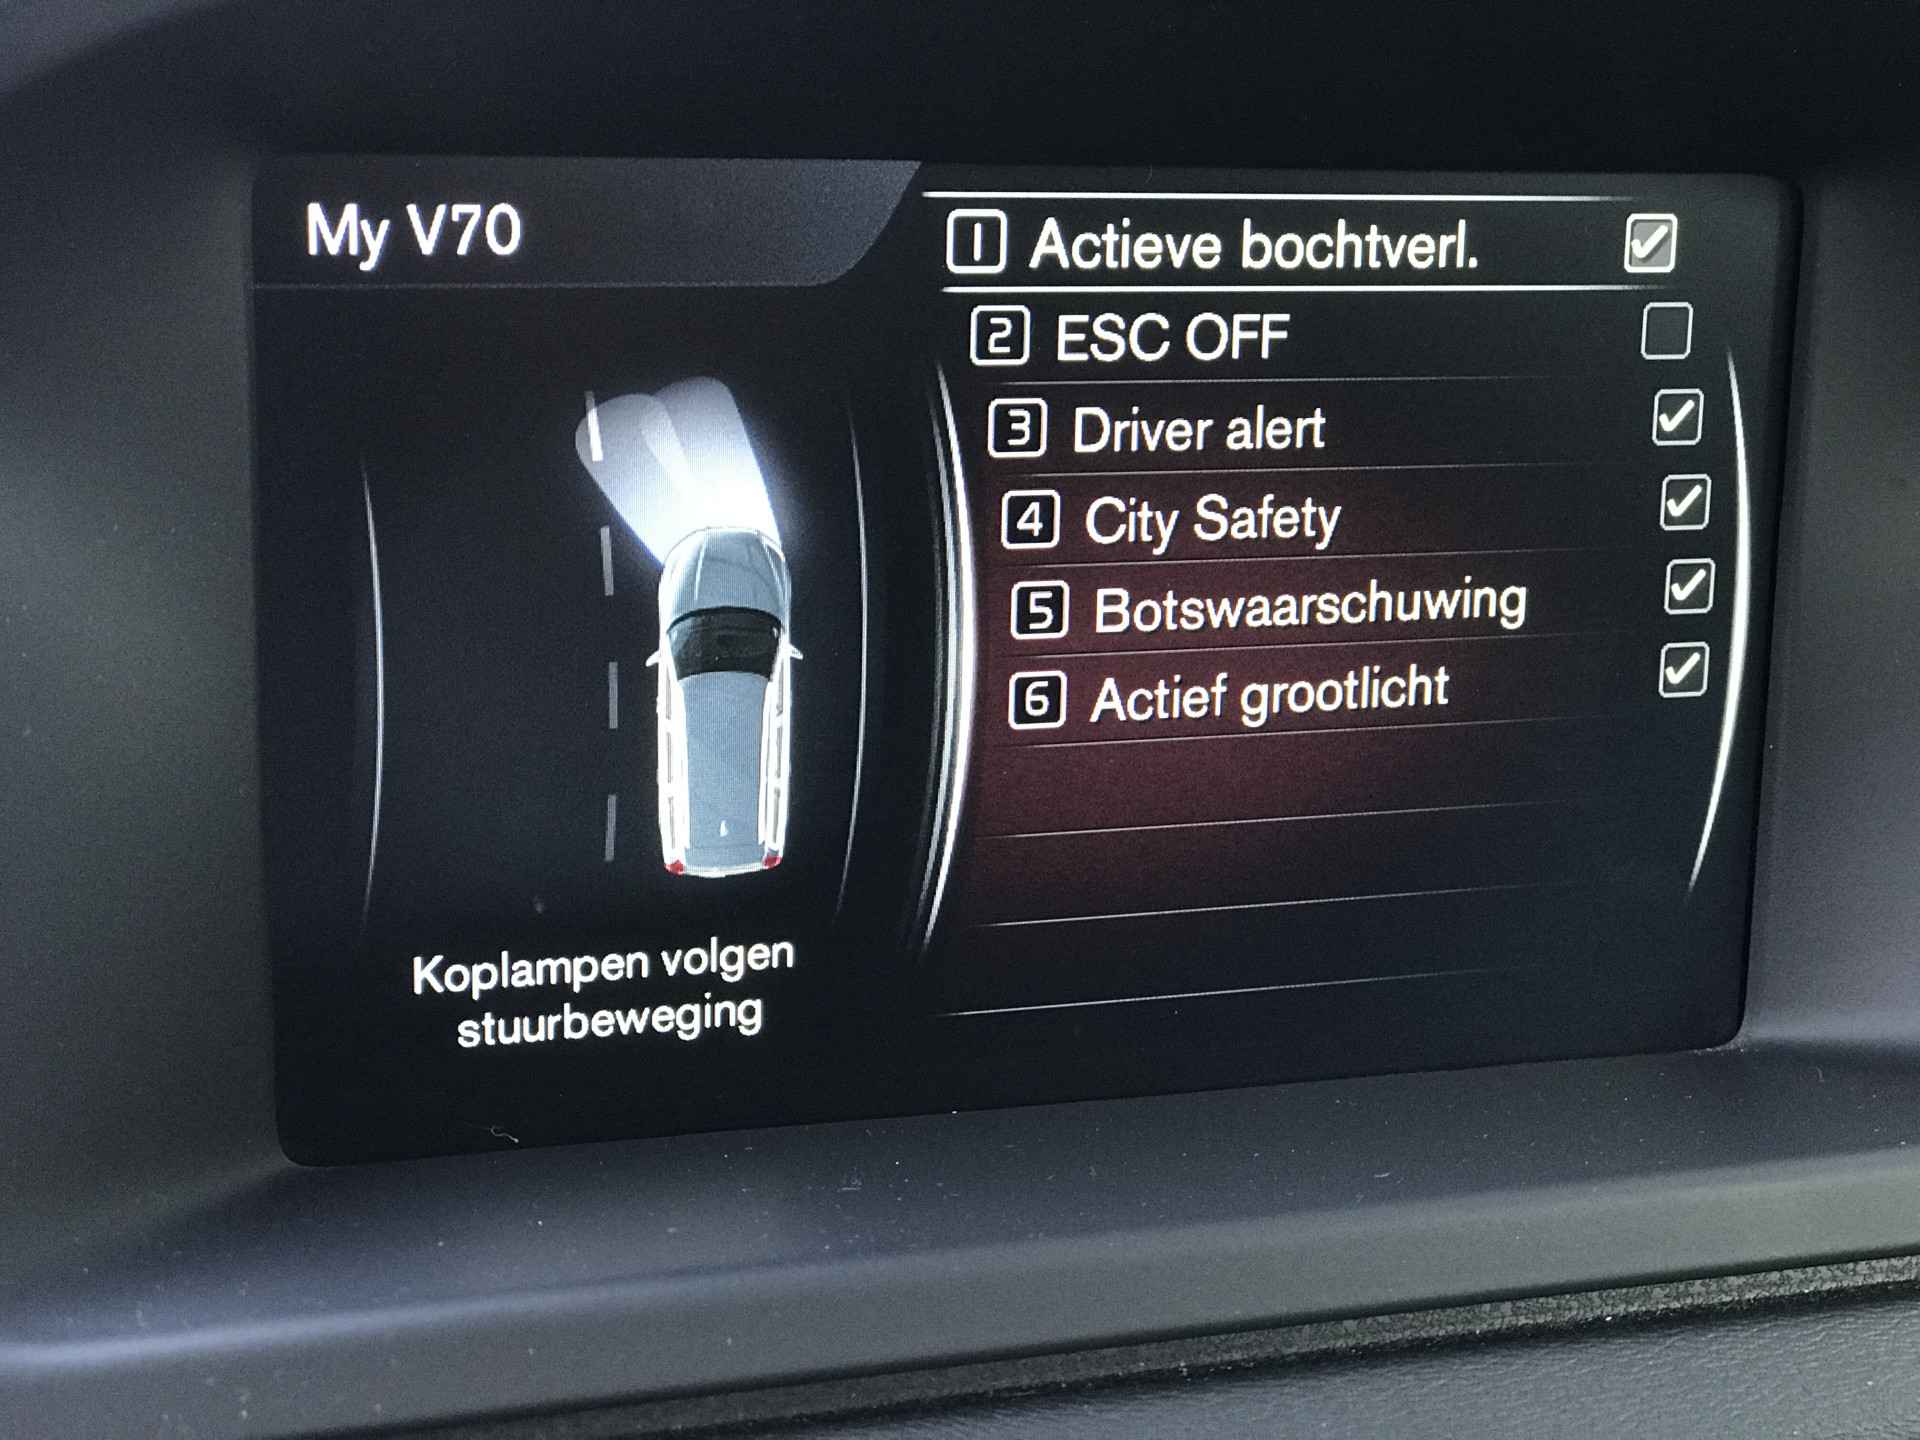 My V70
1 Actieve bochtverl.
2 ESC OFF
3 Driver alert
4 City Safety
5 Botswaarschuwing
6 Actief grootlicht
Koplampen volgen
stuurbeweging